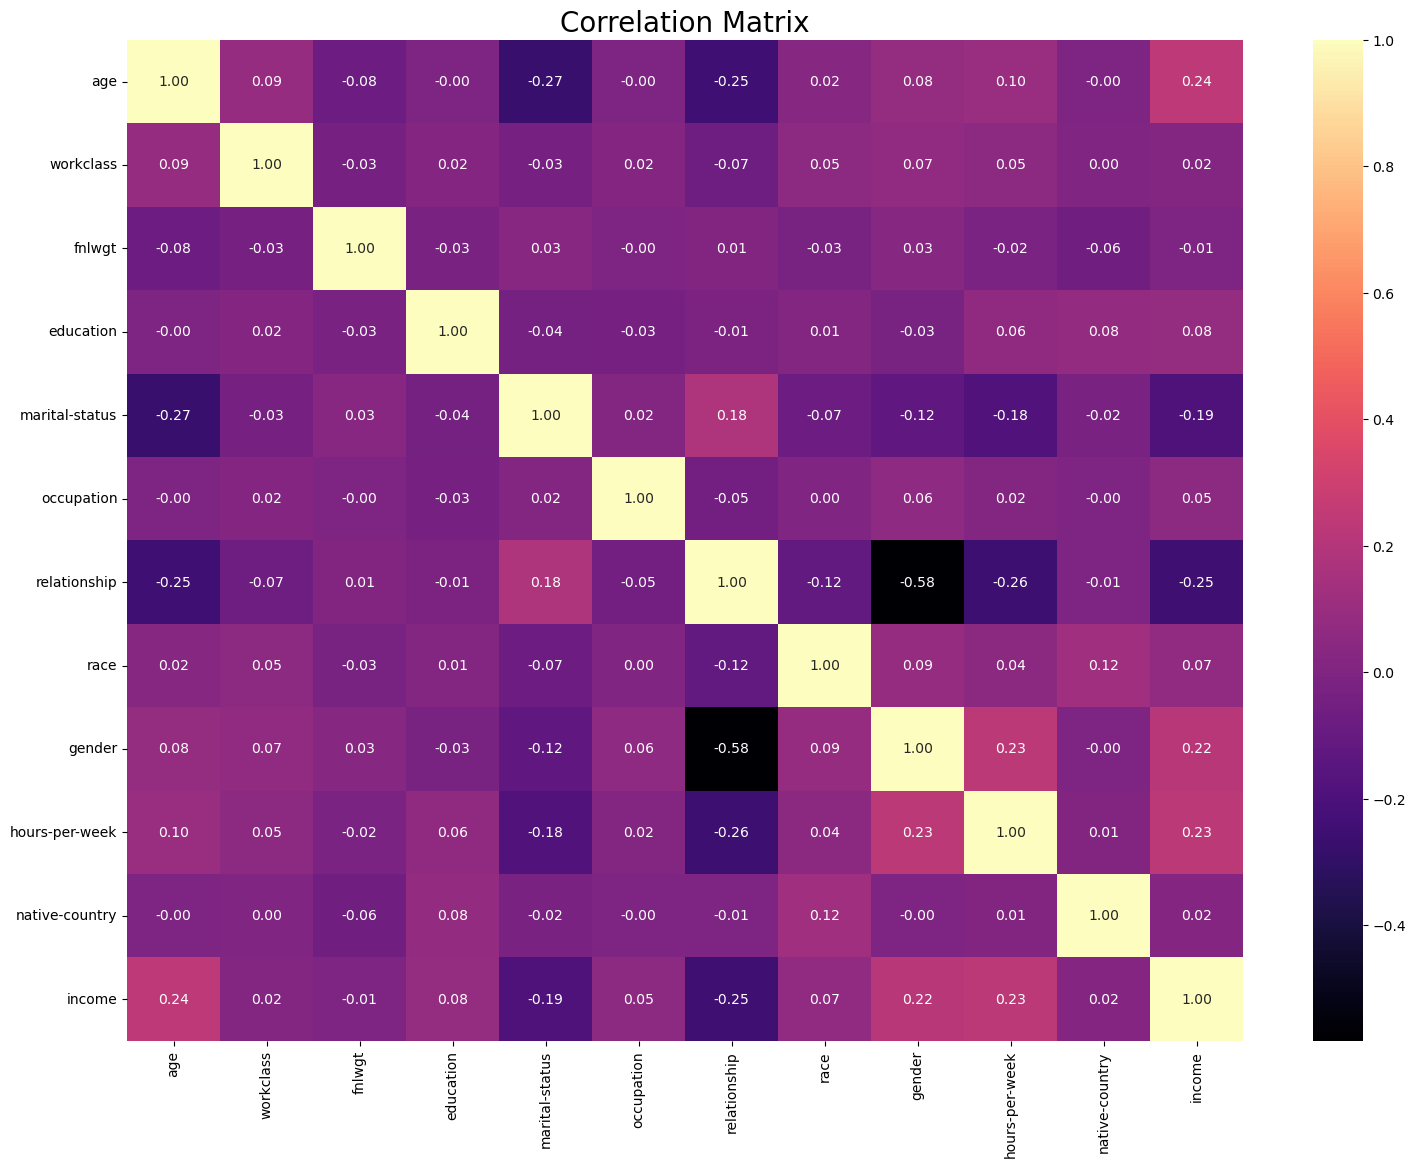 Correlation Matrix
age 1.00 0.09 -0.08 -0.00 -0.27 -0.00 -0.25 0.02 0.08 0.10 -0.00 0.24
workclass 0.09 1.00 -0.03 0.02 -0.03 0.02 -0.07 0.05 0.07 0.05 0.00 0.02
fnlwgt -0.08 -0.03 1.00 -0.03 0.03 -0.00 0.01 -0.03 0.03 -0.02 -0.06 -0.01
education -0.00 0.02 -0.03 1.00 -0.04 -0.03 -0.01 0.01 -0.03 0.06 0.08 0.08
marital-status -0.27 -0.03 0.03 -0.04 1.00 0.02 0.18 -0.07 -0.12 -0.18 -0.02 -0.19
occupation -0.00 0.02 -0.00 -0.03 0.02 1.00 -0.05 0.00 0.06 0.02 -0.00 0.05
relationship -0.25 -0.07 0.01 -0.01 0.18 -0.05 1.00 -0.12 -0.58 -0.26 -0.01 -0.25
race 0.02 0.05 -0.03 0.01 -0.07 0.00 -0.12 1.00 0.09 0.04 0.12 0.07
gender 0.08 0.07 0.03 -0.03 -0.12 0.06 -0.58 0.09 1.00 0.23 -0.00 0.22
hours-per-week 0.10 0.05 -0.02 0.06 -0.18 0.02 -0.26 0.04 0.23 1.00 0.01 0.23
native-country -0.00 0.00 -0.06 0.08 -0.02 -0.00 -0.01 0.12 -0.00 0.01 1.00 0.02
income 0.24 0.02 -0.01 0.08 -0.19 0.05 -0.25 0.07 0.22 0.23 0.02 1.00
age
workclass
fnlwgt
education
marital-status
occupation
relationship
race
gender
hours-per-week
native-country
income
1.0
0.8
0.6
0.4
0.2
0.0
−0.2
−0.4